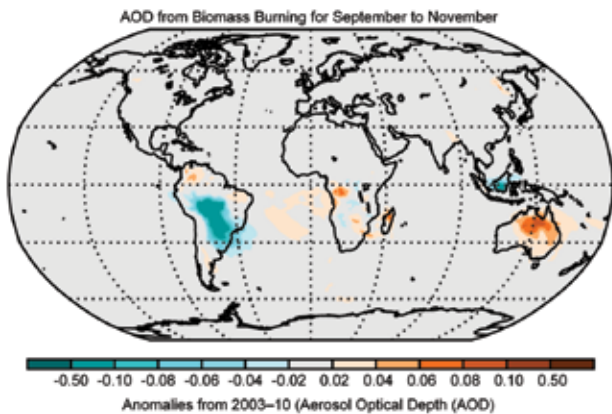 AOD from Biomass Burning for September to November
-0.50 -0.10 -0.08 -0.06 -0.04 -0.02 0.02 0.04 0.06 0.08 0.10 0.50
Anomalies from 2003–10 (Aerosol Optical Depth (AOD)